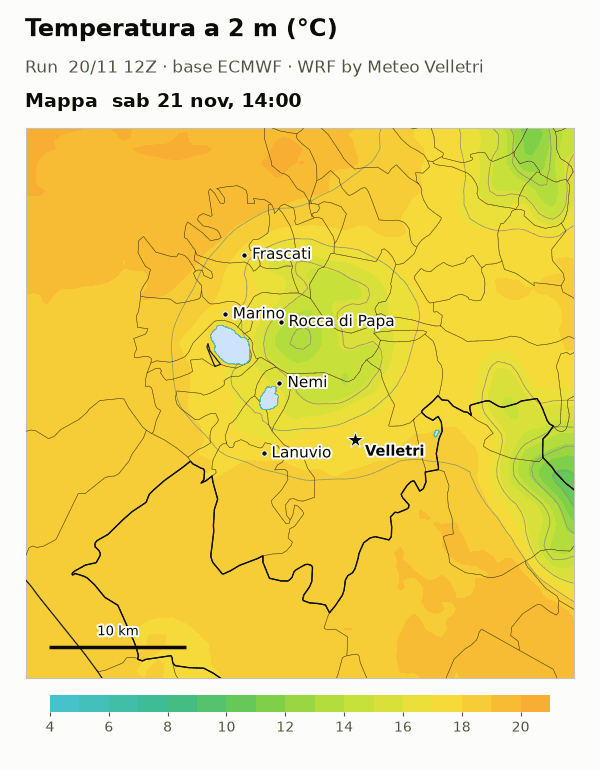 Temperatura a 2 m (°C)
Run  20/11 12Z · base ECMWF · WRF by Meteo Velletri
Mappa  sab 21 nov, 14:00
Frascati
Marino
Rocca di Papa
Nemi
Lanuvio
Velletri
10 km
4 6 8 10 12 14 16 18 20